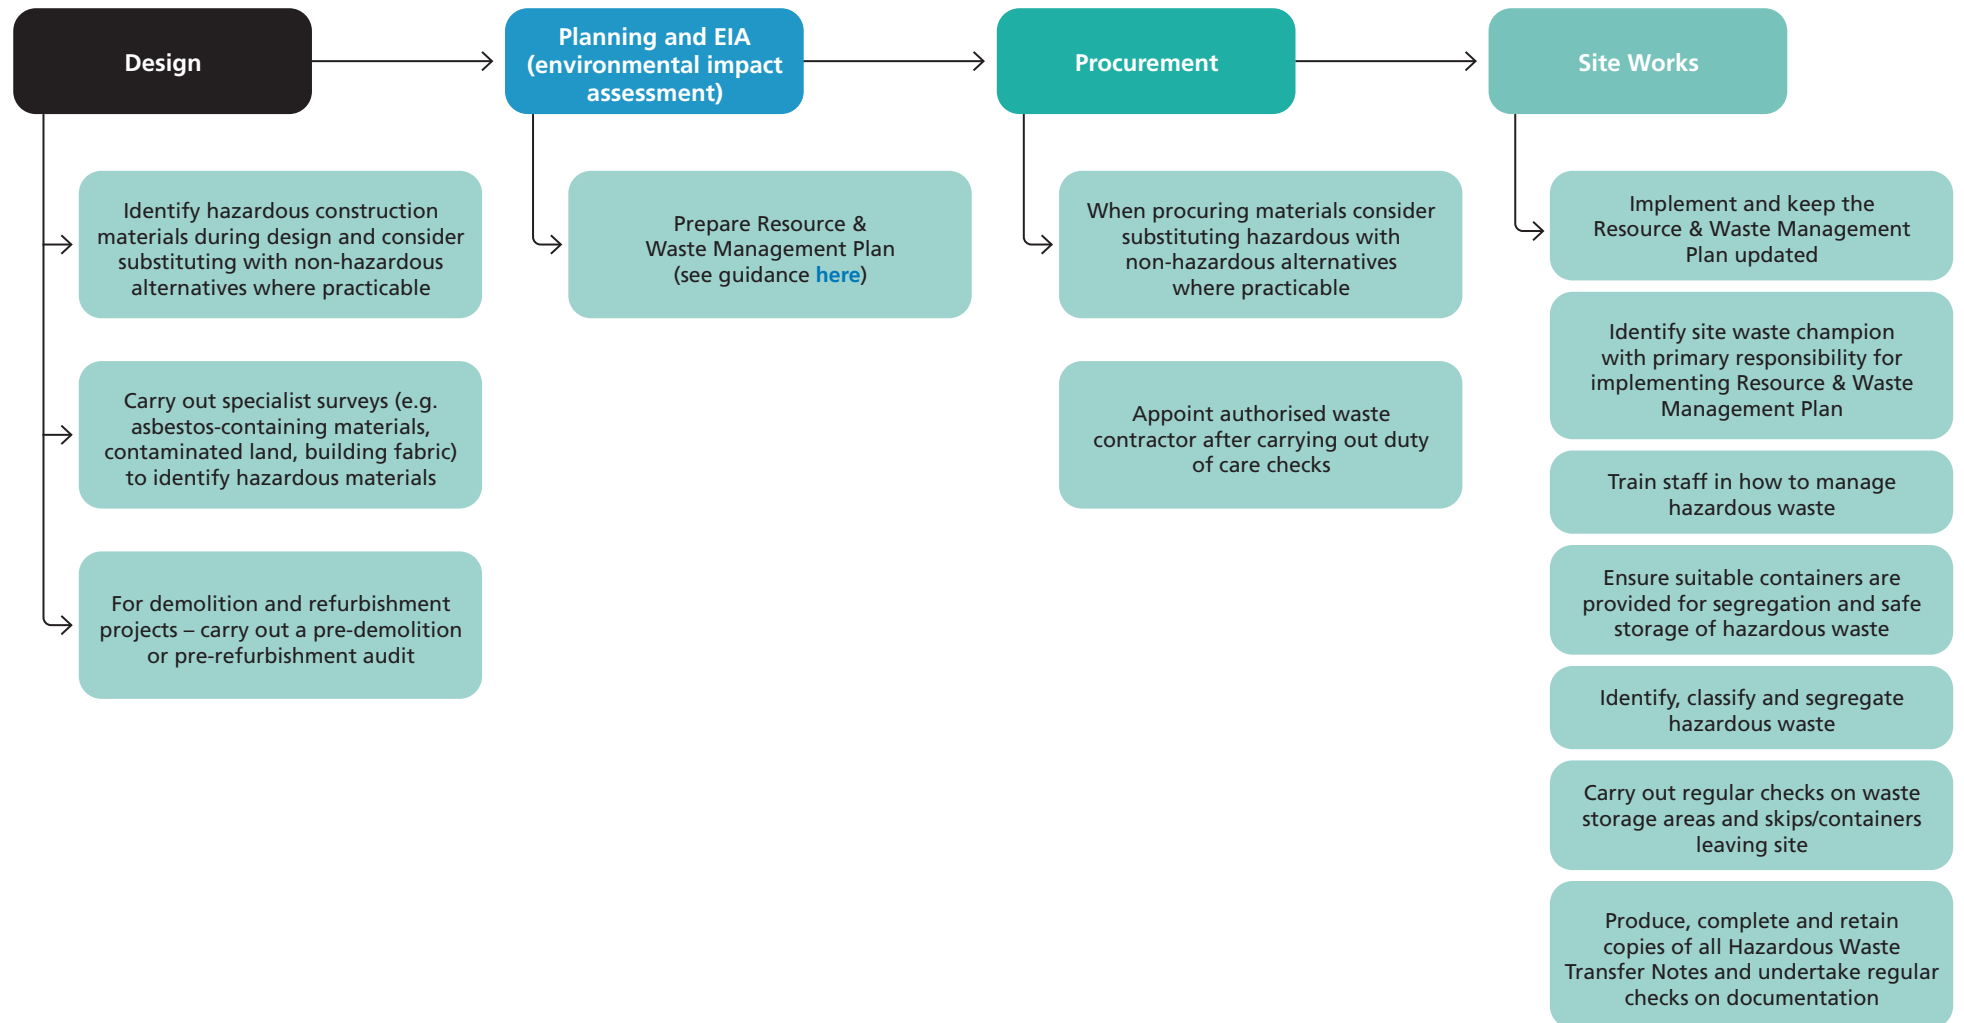 Design
Planning and EIA
(environmental impact
assessment)
Procurement
Site Works
Identify hazardous construction
materials during design and consider
substituting with non-hazardous
alternatives where practicable
Carry out specialist surveys (e.g.
asbestos-containing materials,
contaminated land, building fabric)
to identify hazardous materials
For demolition and refurbishment
projects – carry out a pre-demolition
or pre-refurbishment audit
Prepare Resource &
Waste Management Plan
(see guidance here)
When procuring materials consider
substituting hazardous with
non-hazardous alternatives
where practicable
Appoint authorised waste
contractor after carrying out duty
of care checks
Implement and keep the
Resource & Waste Management
Plan updated
Identify site waste champion
with primary responsibility for
implementing Resource & Waste
Management Plan
Train staff in how to manage
hazardous waste
Ensure suitable containers are
provided for segregation and safe
storage of hazardous waste
Identify, classify and segregate
hazardous waste
Carry out regular checks on waste
storage areas and skips/containers
leaving site
Produce, complete and retain
copies of all Hazardous Waste
Transfer Notes and undertake regular
checks on documentation